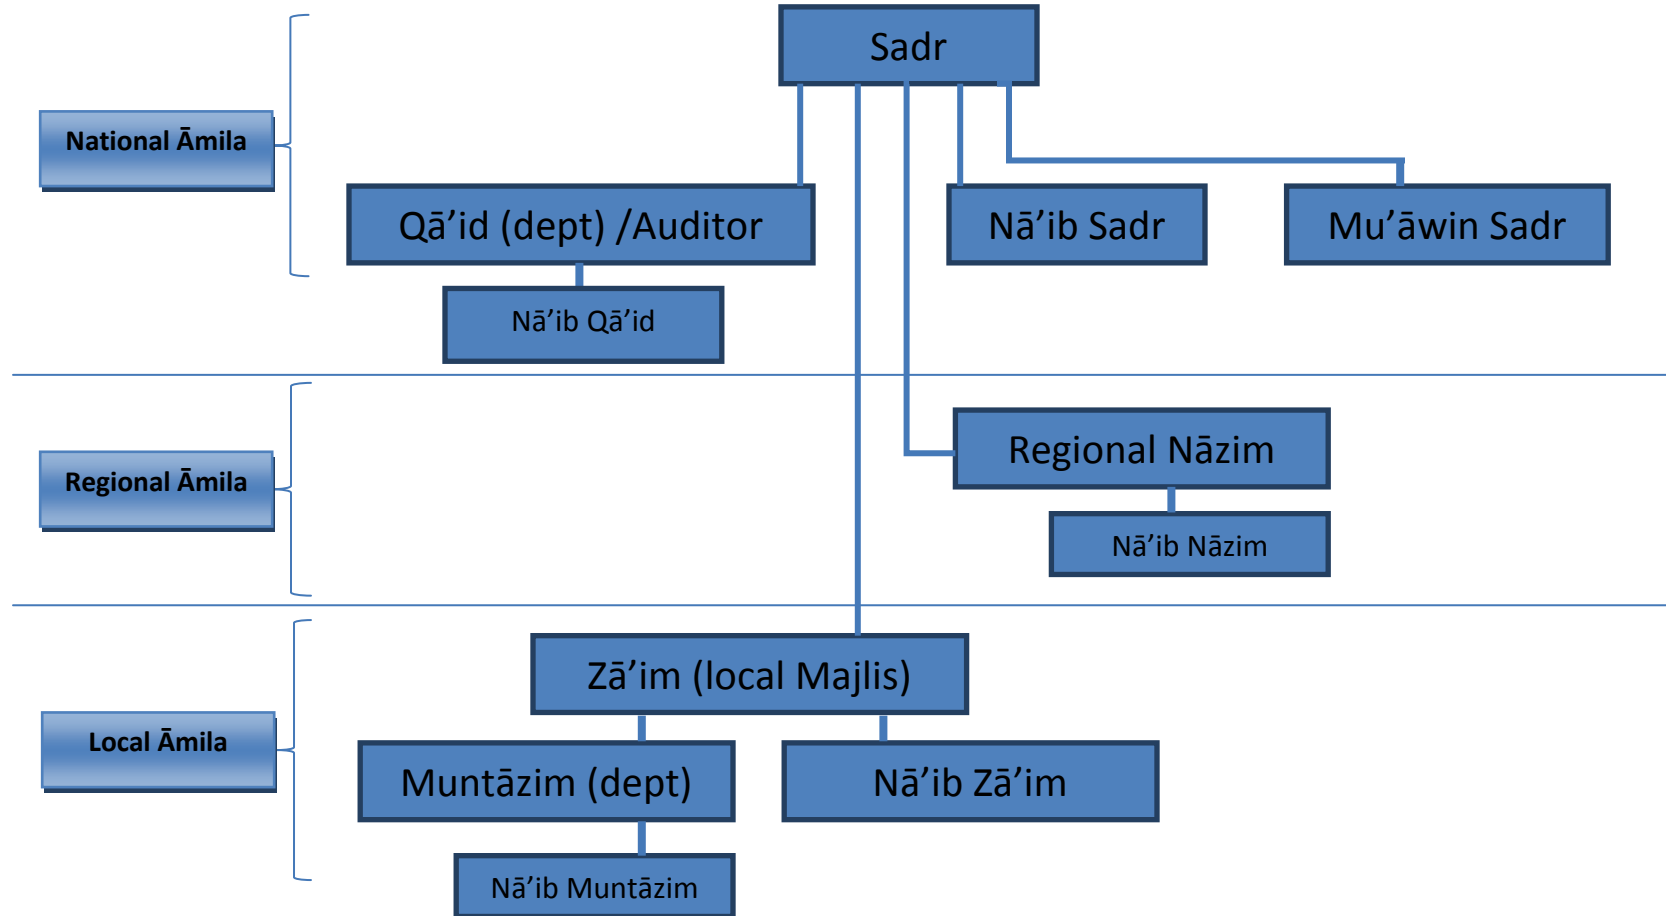 Sadr
National Āmila
Qā’id (dept) /Auditor
Nā’ib Sadr
Mu’āwin Sadr
Nā’ib Qā’id
Regional Āmila
Regional Nāzim
Nā’ib Nāzim
Zā’im (local Majlis)
Local Āmila
Muntāzim (dept)
Nā’ib Zā’im
Nā’ib Muntāzim